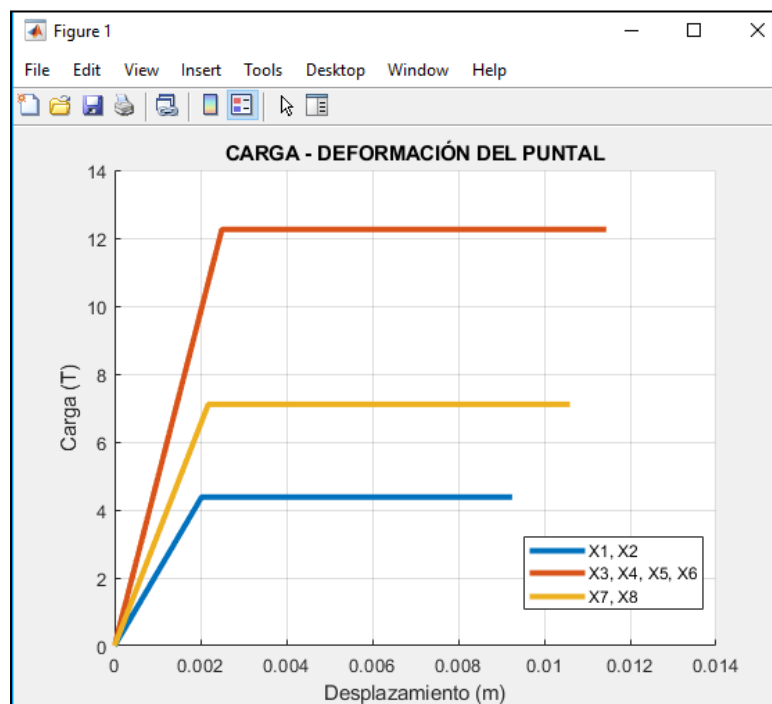 Figure 1
File Edit View Insert Tools Desktop Window Help
CARGA - DEFORMACIÓN DEL PUNTAL
14
12
10
8
6
4
2
0
Carga (T)
X1, X2
X3, X4, X5, X6
X7, X8
0 0.002 0.004 0.006 0.008 0.01 0.012 0.014
Desplazamiento (m)